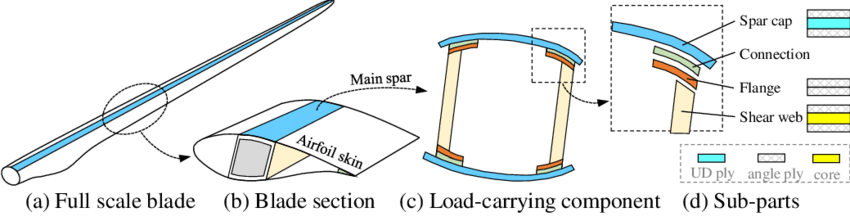 Main spar
Airfoil skin
Spar cap
Connection
Flange
Shear web
UD ply
angle ply
core
(a) Full scale blade
(b) Blade section
(c) Load-carrying component
(d) Sub-parts